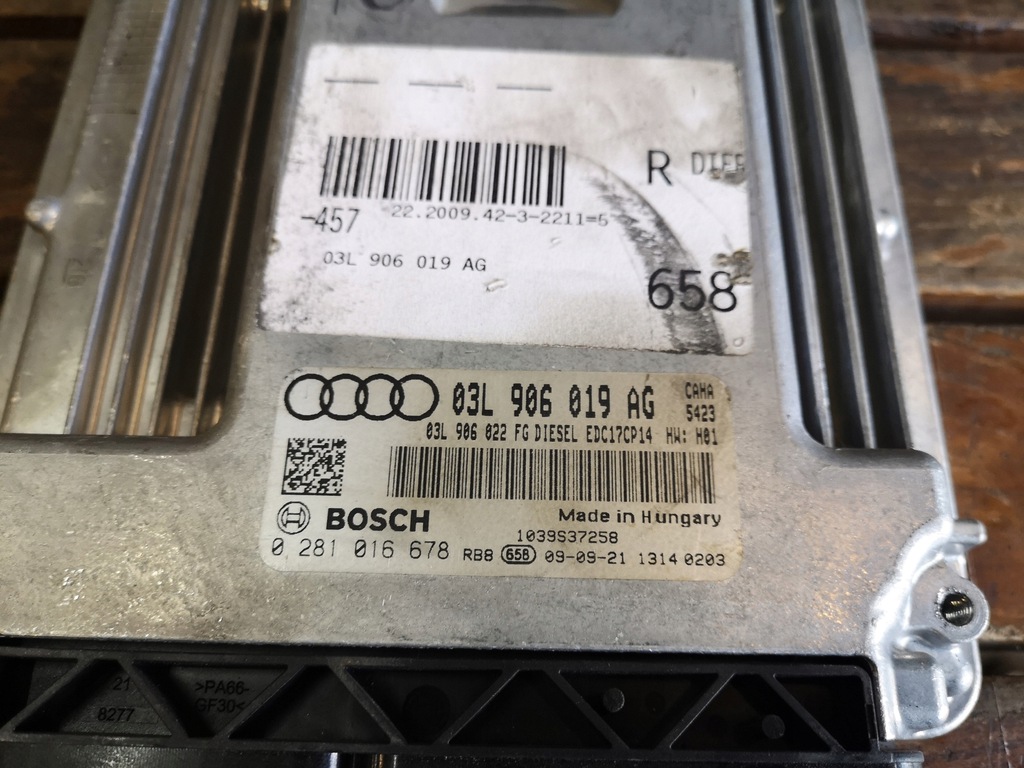 R DIES
-457 22.2009.42-3-2211=6
03L 906 019 AG
658
03L 906 019 AG CAHA
5423
03L 906 022 FG DIESEL EDC17CP14 HW: H01
BOSCH Made in Hungary
1039S37258
0 281 016 678 RB8 658 09-09-21 1314 0203
21 >PA66-
8277 GF30<